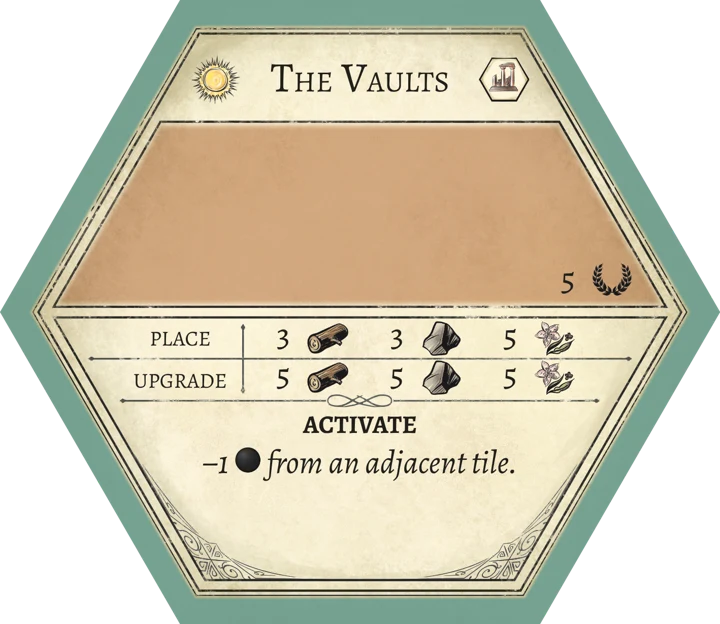 The Vaults
5
PLACE 3 3 5
UPGRADE 5 5 5
ACTIVATE
–1 from an adjacent tile.